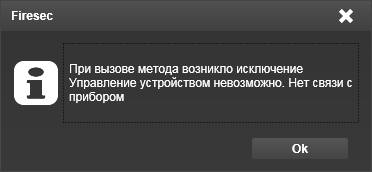 Firesec
При вызове метода возникло исключение
Управление устройством невозможно. Нет связи с
прибором
Ok